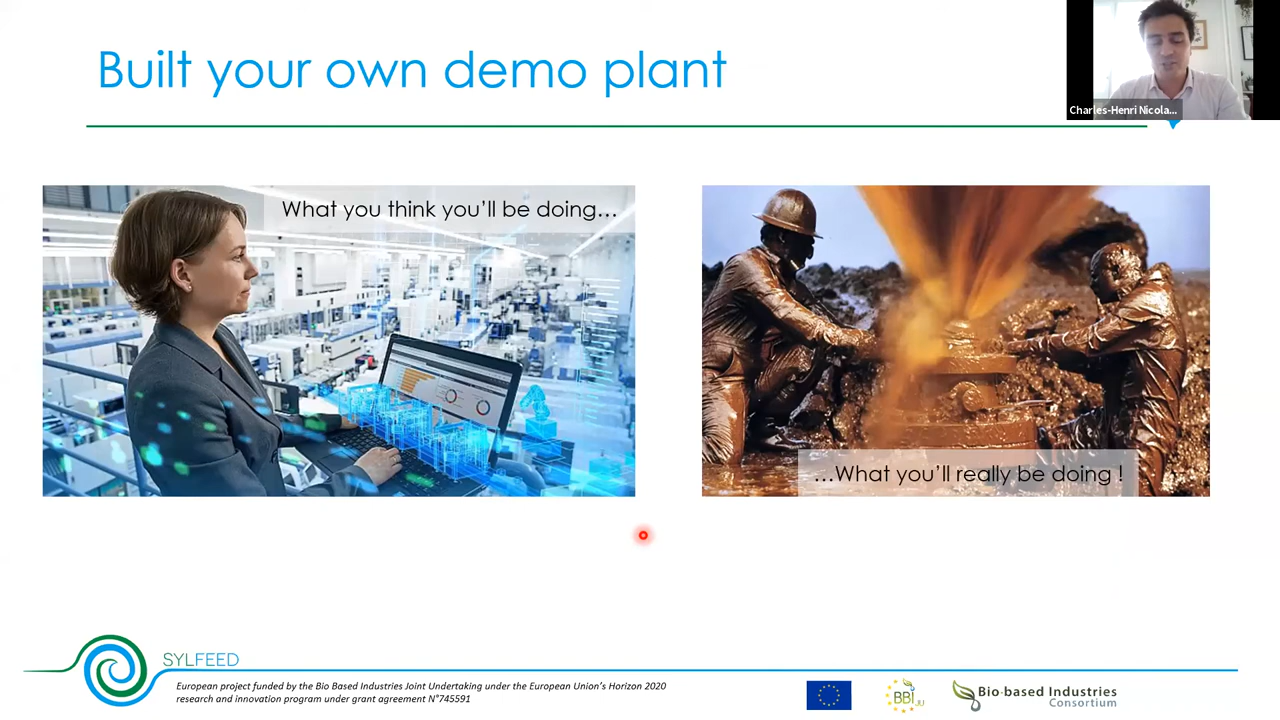 Built your own demo plant
Charles-Henri Nicola...
What you think you'll be doing...
...What you'll really be doing !
SYLFEED
European project funded by the Bio Based Industries Joint Undertaking under the European Union's Horizon 2020
research and innovation program under grant agreement N°745591
BBI JU
Bio-based Industries
Consortium